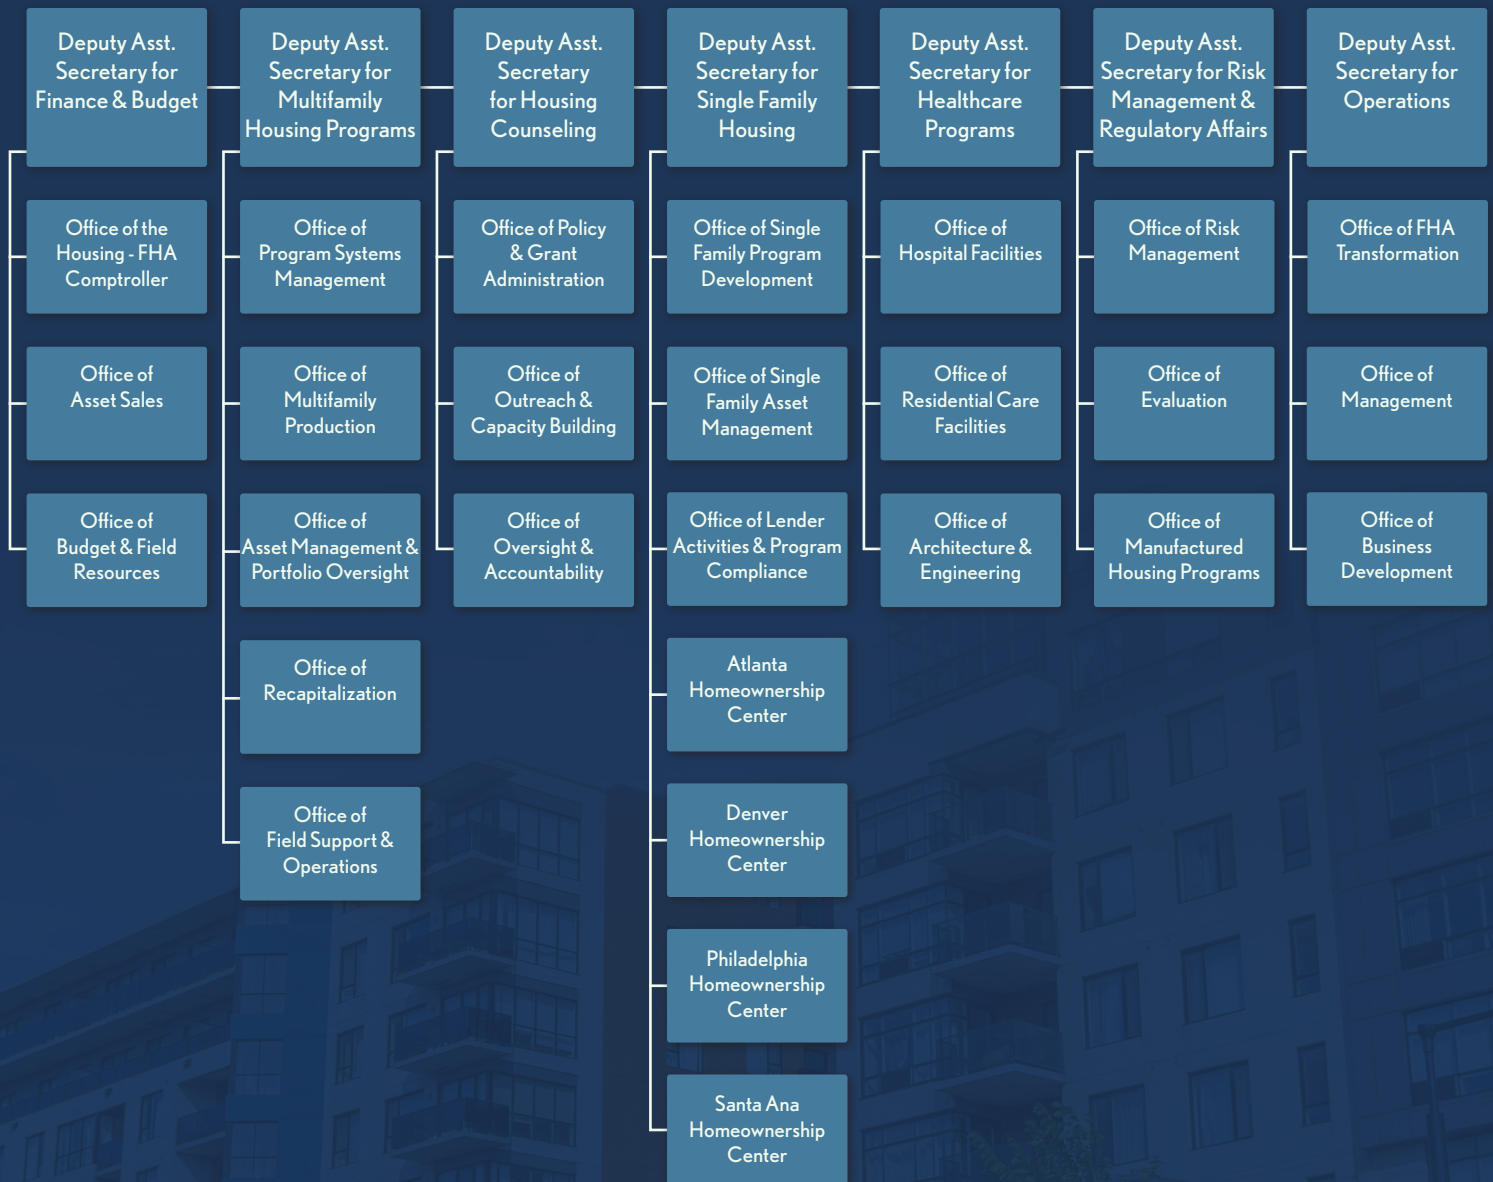 Deputy Asst.
Secretary for
Finance & Budget
Deputy Asst.
Secretary for
Multifamily
Housing Programs
Deputy Asst.
Secretary
for Housing
Counseling
Deputy Asst.
Secretary for
Single Family
Housing
Deputy Asst.
Secretary for
Healthcare
Programs
Deputy Asst.
Secretary for Risk
Management &
Regulatory Affairs
Deputy Asst.
Secretary for
Operations
Office of the
Housing - FHA
Comptroller
Office of
Program Systems
Management
Office of Policy
& Grant
Administration
Office of Single
Family Program
Development
Office of
Hospital Facilities
Office of Risk
Management
Office of FHA
Transformation
Office of
Asset Sales
Office of
Multifamily
Production
Office of
Outreach &
Capacity Building
Office of Single
Family Asset
Management
Office of
Residential Care
Facilities
Office of
Evaluation
Office of
Management
Office of
Budget & Field
Resources
Office of
Asset Management &
Portfolio Oversight
Office of
Oversight &
Accountability
Office of Lender
Activities & Program
Compliance
Office of
Architecture &
Engineering
Office of
Manufactured
Housing Programs
Office of
Business
Development
Office of
Recapitalization
Atlanta
Homeownership
Center
Office of
Field Support &
Operations
Denver
Homeownership
Center
Philadelphia
Homeownership
Center
Santa Ana
Homeownership
Center